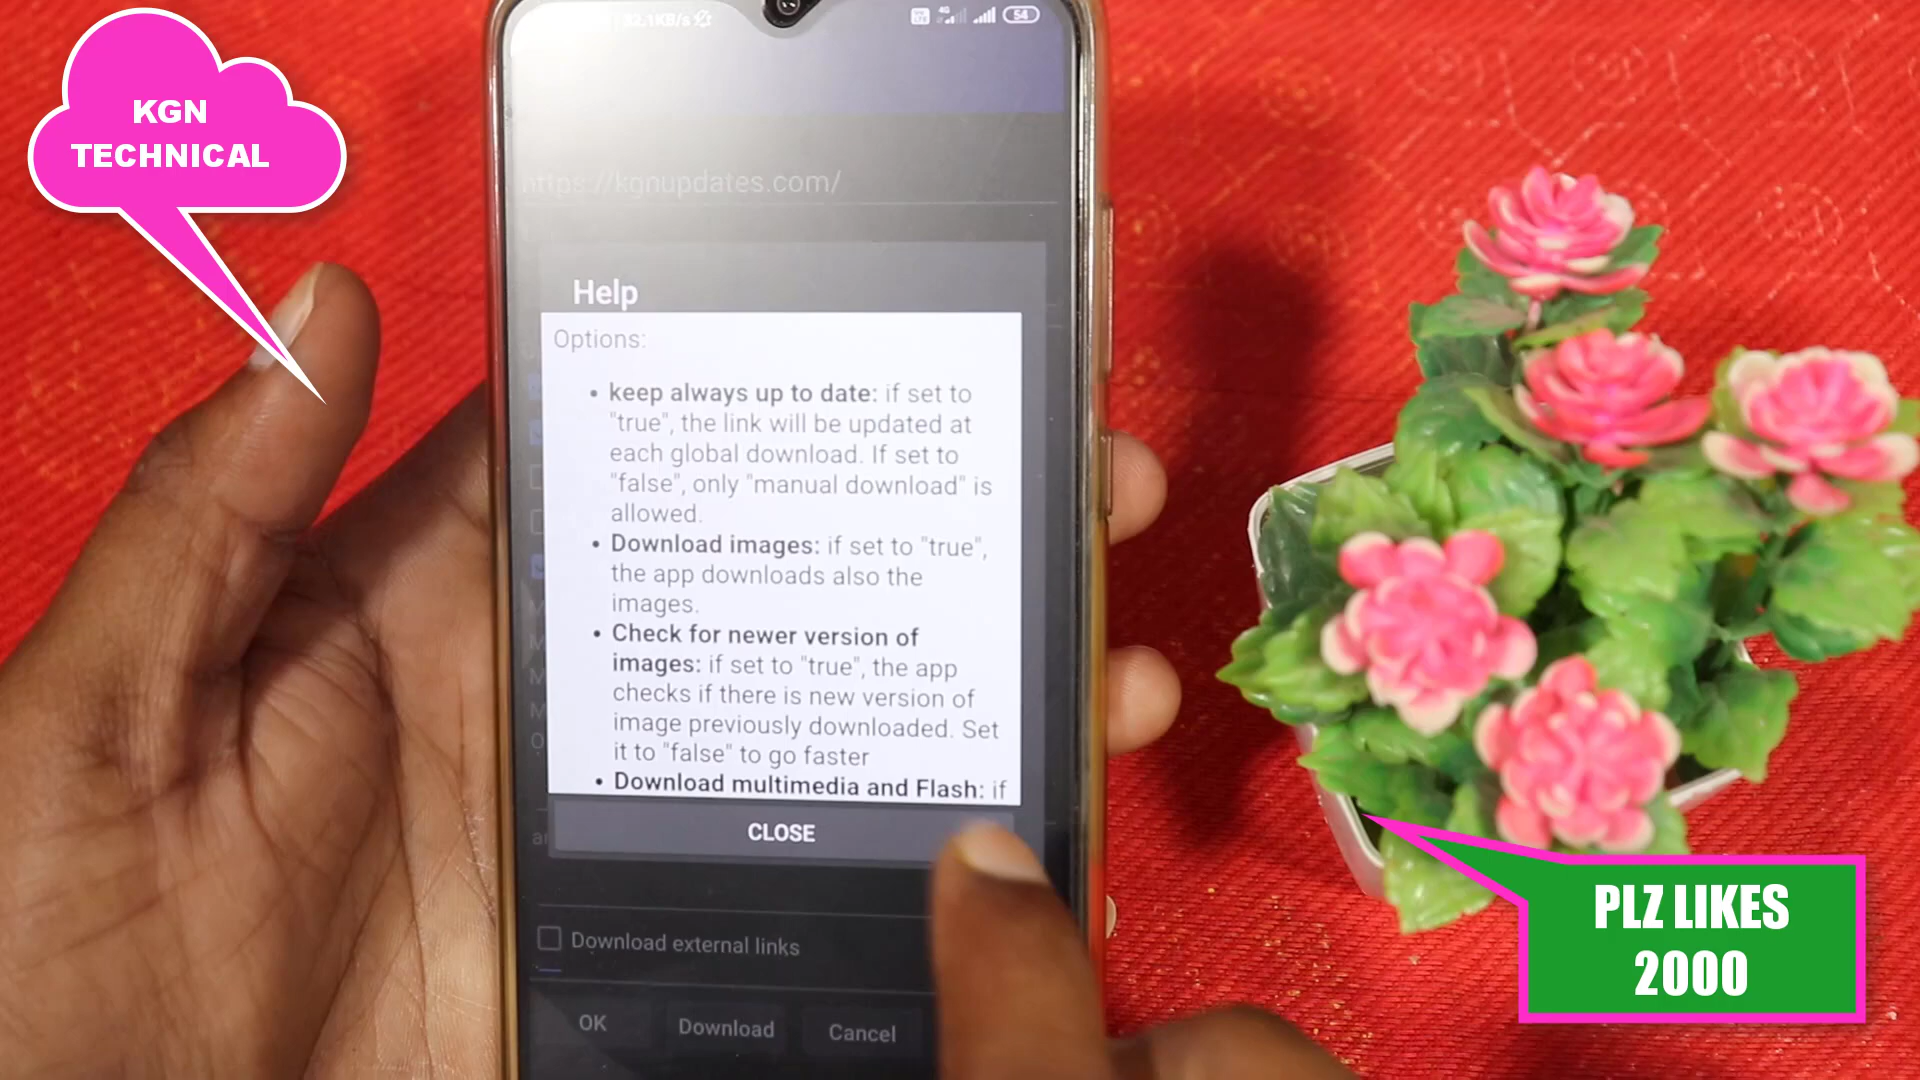 KGN
TECHNICAL
32.1KB/s
4G
54
https://kgnupdates.com/
Help
Options:
• keep always up to date: if set to
"true", the link will be updated at
each global download. If set to
"false", only "manual download" is
allowed.
• Download images: if set to "true",
the app downloads also the
images.
• Check for newer version of
images: if set to "true", the app
checks if there is new version of
image previously downloaded. Set
it to "false" to go faster
• Download multimedia and Flash: if
CLOSE
Download external links
OK
Download
Cancel
PLZ LIKES
2000